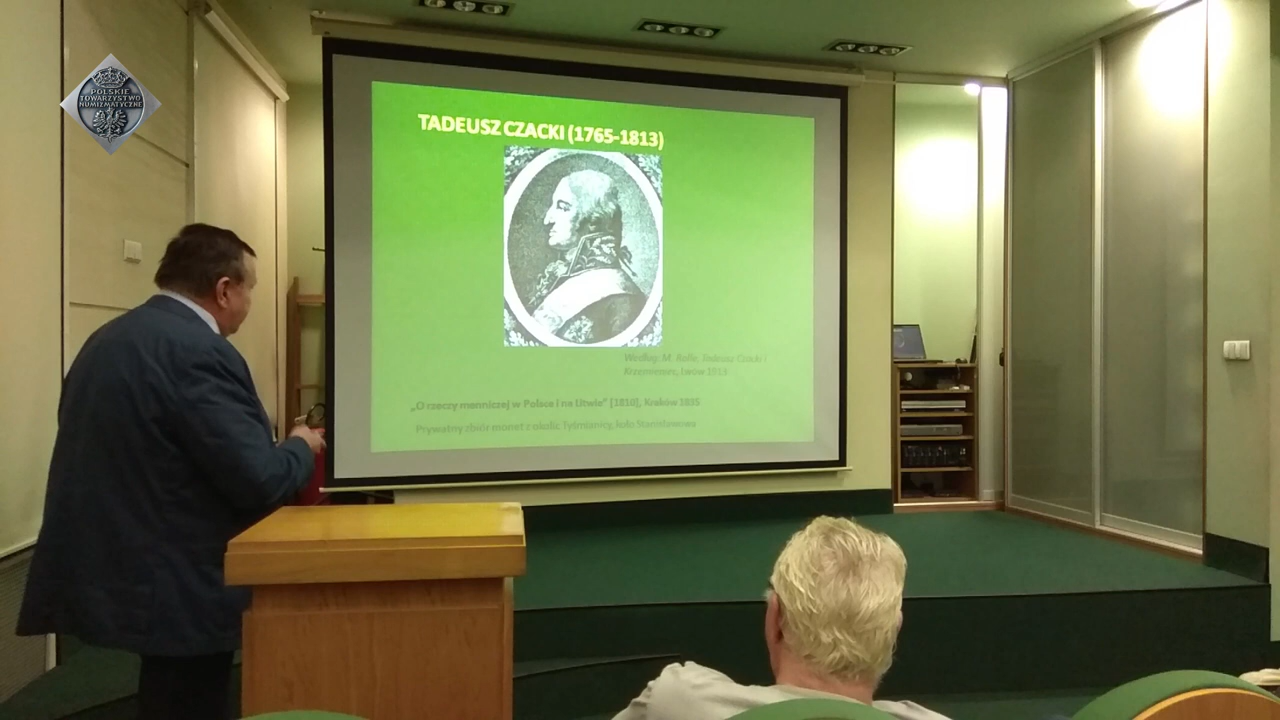 POLSKIE
TOWARZYSTWO
NUMIZMATYCZNE
TADEUSZ CZACKI (1765-1813)
Według: M. Rolle, Tadeusz Czacki i
Krzemieniec, Lwów 1913
„O rzeczy menniczej w Polsce i na Litwie” [1810], Kraków 1835
Prywatny zbiór monet z okolic Tyśmienicy, koło Stanisławowa